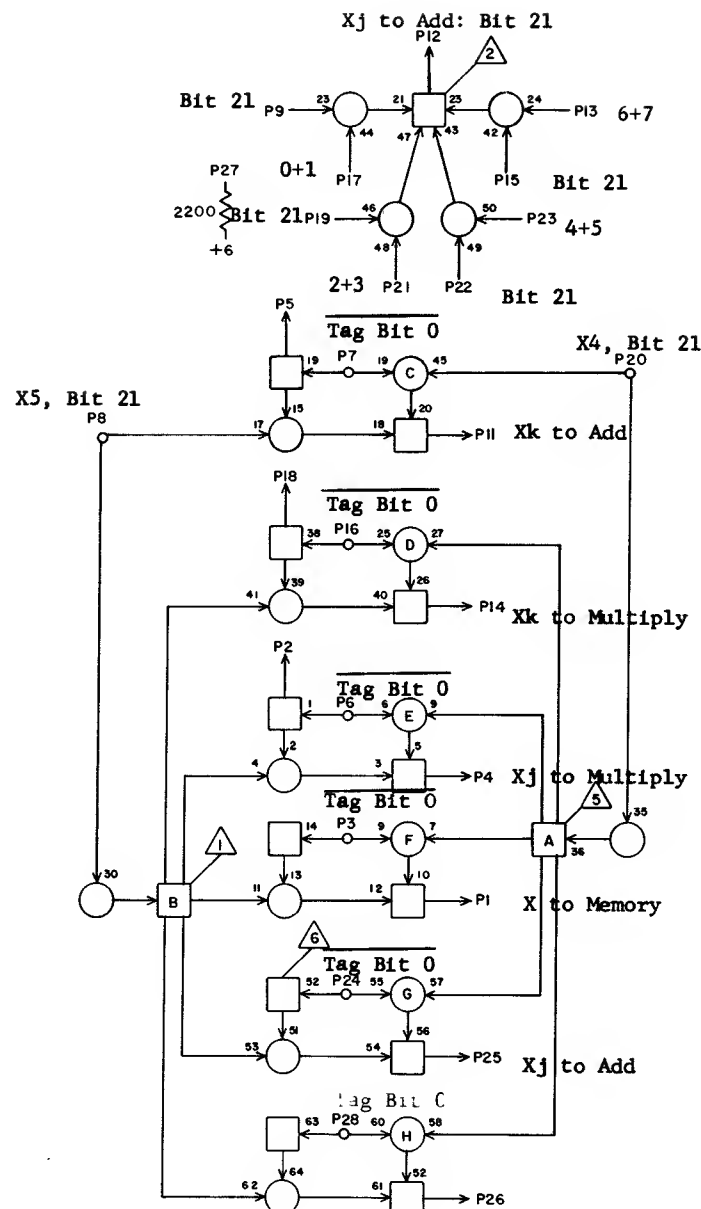 Xj to Add: Bit 21
P12
2
Bit 21 P9 23 21 23 24 P13 6+7
44 47 43 42
0+1 P17 P15 Bit 21
P27
2200
+6
Bit 21 P19 46 50 P23 4+5
48 49
2+3 P21 P22
Bit 21
P5
Tag Bit 0
X4, Bit 21
P20
19 P7 19 C 45
X5, Bit 21
P8
15 20
17 18 P11 Xk to Add
P18
Tag Bit 0
38 P16 25 D 27
39 26
41 40 P14 Xk to Multiply
P2
Tag Bit 0
1 P6 6 E 9
2 5
4 3 P4 Xj to Multiply
Tag Bit 0
5
14 P3 9 F 7 A 36 35
1
13 10
30 B 11 12 P1 X to Memory
6
Tag Bit 0
52 P24 55 G 57
51 56
53 54 P25 Xj to Add
Bit
63 P28 60 H 58
64 52
62 61 P26